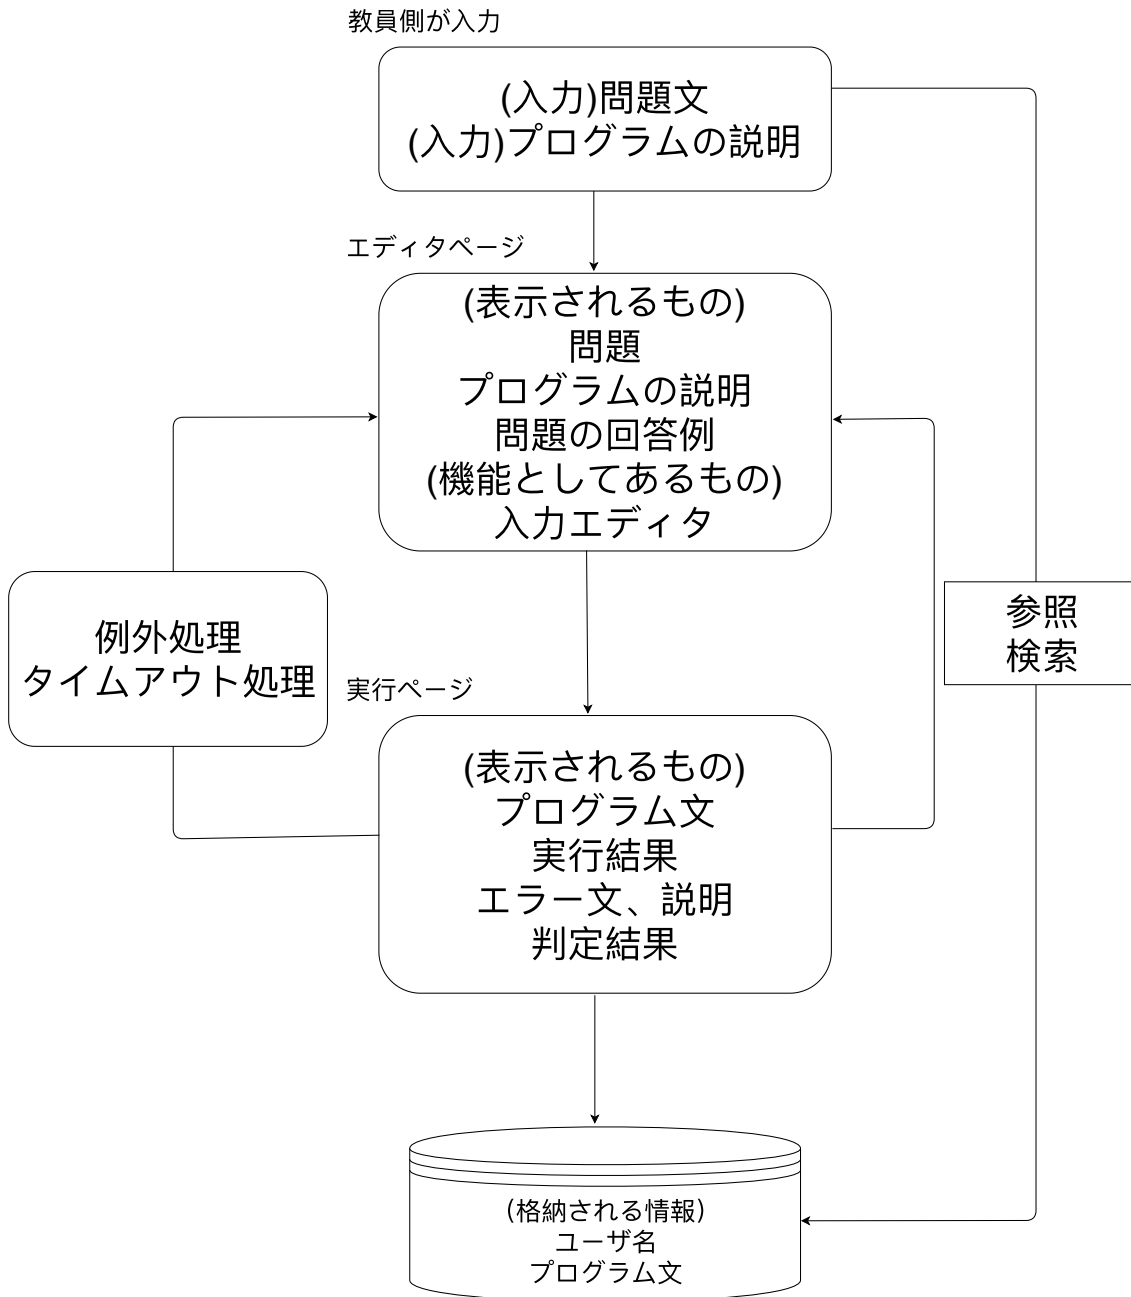 教員側が入力
(入力)問題文
(入力)プログラムの説明
エディタページ
(表示されるもの)
問題
プログラムの説明
問題の回答例
(機能としてあるもの)
入力エディタ
例外処理
タイムアウト処理
参照
検索
実行ページ
(表示されるもの)
プログラム文
実行結果
エラー文、説明
判定結果
(格納される情報)
ユーザ名
プログラム文